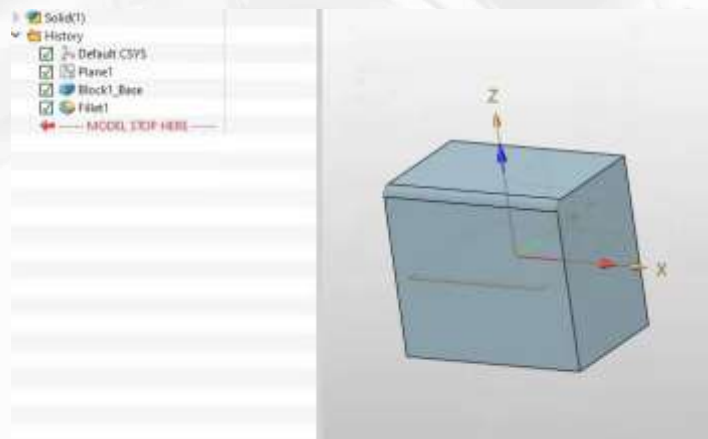 Solid(1)
History
Default CSYS
Plane1
Block1_Base
Fillet1
----- MODEL STOP HERE -----
Z
X